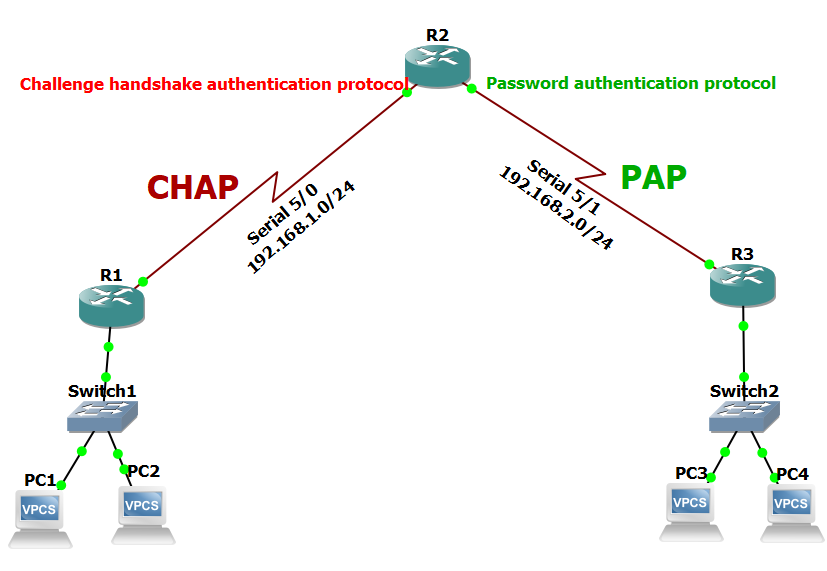 R2
Challenge handshake authentication protocol
Password authentication protocol
CHAP
PAP
Serial 5/0
192.168.1.0/24
Serial 5/1
192.168.2.0/24
R1
R3
Switch1
Switch2
PC1
PC2
PC3
PC4
VPCS
VPCS
VPCS
VPCS